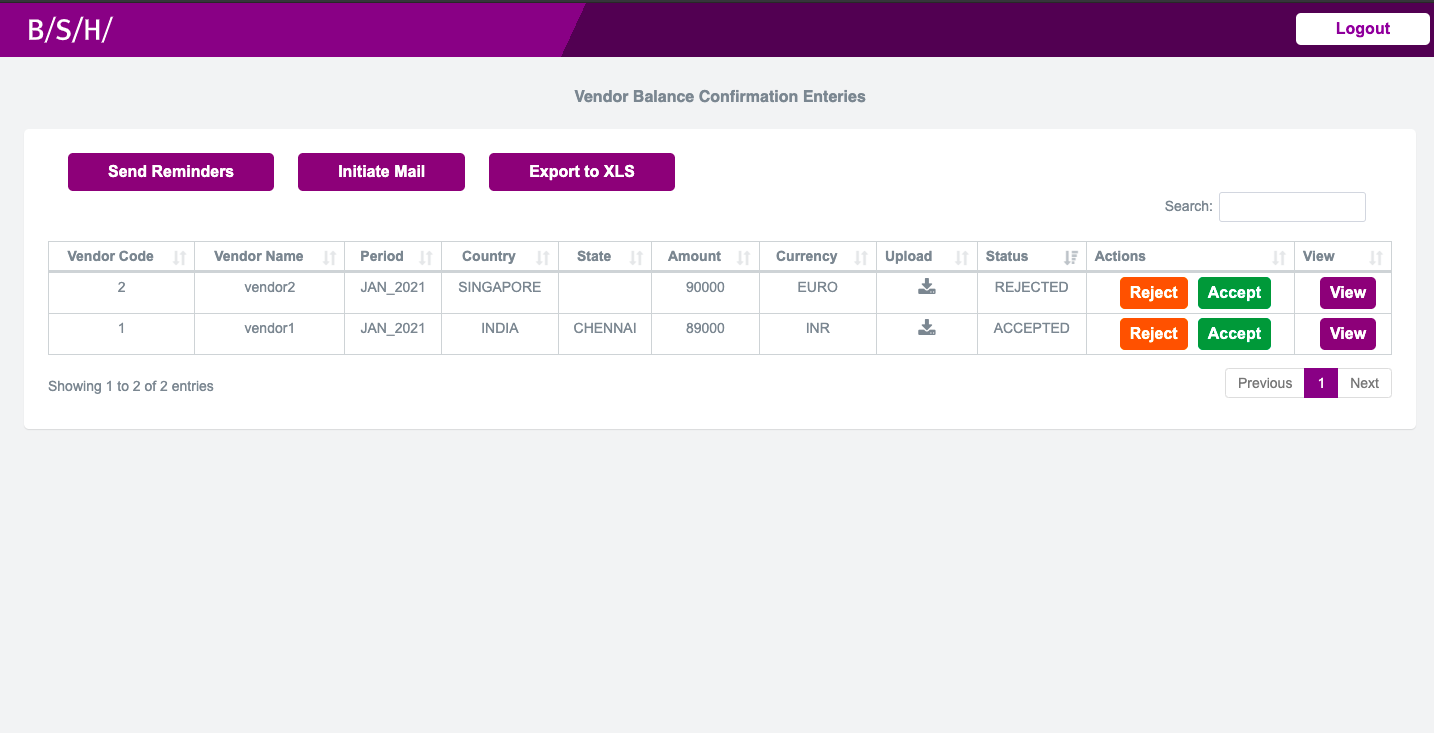 B/S/H/
Logout
Vendor Balance Confirmation Enteries
Send Reminders Initiate Mail Export to XLS
Search:
Vendor Code Vendor Name Period Country State Amount Currency Upload Status Actions View
2 vendor2 JAN_2021 SINGAPORE 90000 EURO REJECTED Reject Accept View
1 vendor1 JAN_2021 INDIA CHENNAI 89000 INR ACCEPTED Reject Accept View
Showing 1 to 2 of 2 entries
Previous 1 Next